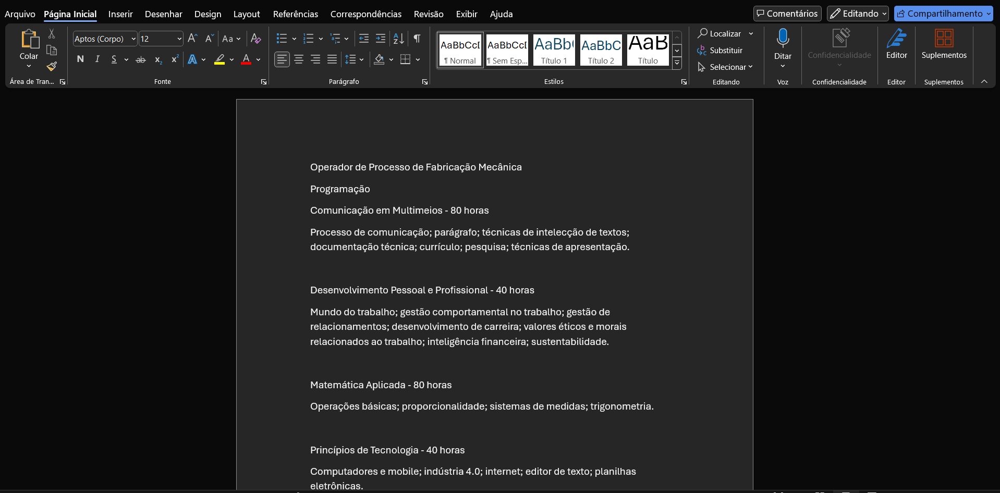 Arquivo Página Inicial Inserir Desenhar Design Layout Referências Correspondências Revisão Exibir Ajuda Comentários Editando Compartilhamento
Colar
Área de Tran...
Aptos (Corpo) 12 A A Aa A
N I S ab x₂ x² A A
Fonte
Parágrafo
AaBbCcD AaBbCcD AaBb( AaBbC AaB
¶ Normal ¶ Sem Esp... Título 1 Título 2 Título
Estilos
Localizar
Substituir
Selecionar
Editando
Ditar
Voz
Confidencialidade
Confidencialidade
Editor
Editor
Suplementos
Suplementos
Operador de Processo de Fabricação Mecânica
Programação
Comunicação em Multimeios - 80 horas
Processo de comunicação; parágrafo; técnicas de intelecção de textos;
documentação técnica; currículo; pesquisa; técnicas de apresentação.
Desenvolvimento Pessoal e Profissional - 40 horas
Mundo do trabalho; gestão comportamental no trabalho; gestão de
relacionamentos; desenvolvimento de carreira; valores éticos e morais
relacionados ao trabalho; inteligência financeira; sustentabilidade.
Matemática Aplicada - 80 horas
Operações básicas; proporcionalidade; sistemas de medidas; trigonometria.
Princípios de Tecnologia - 40 horas
Computadores e mobile; indústria 4.0; internet; editor de texto; planilhas
eletrônicas.